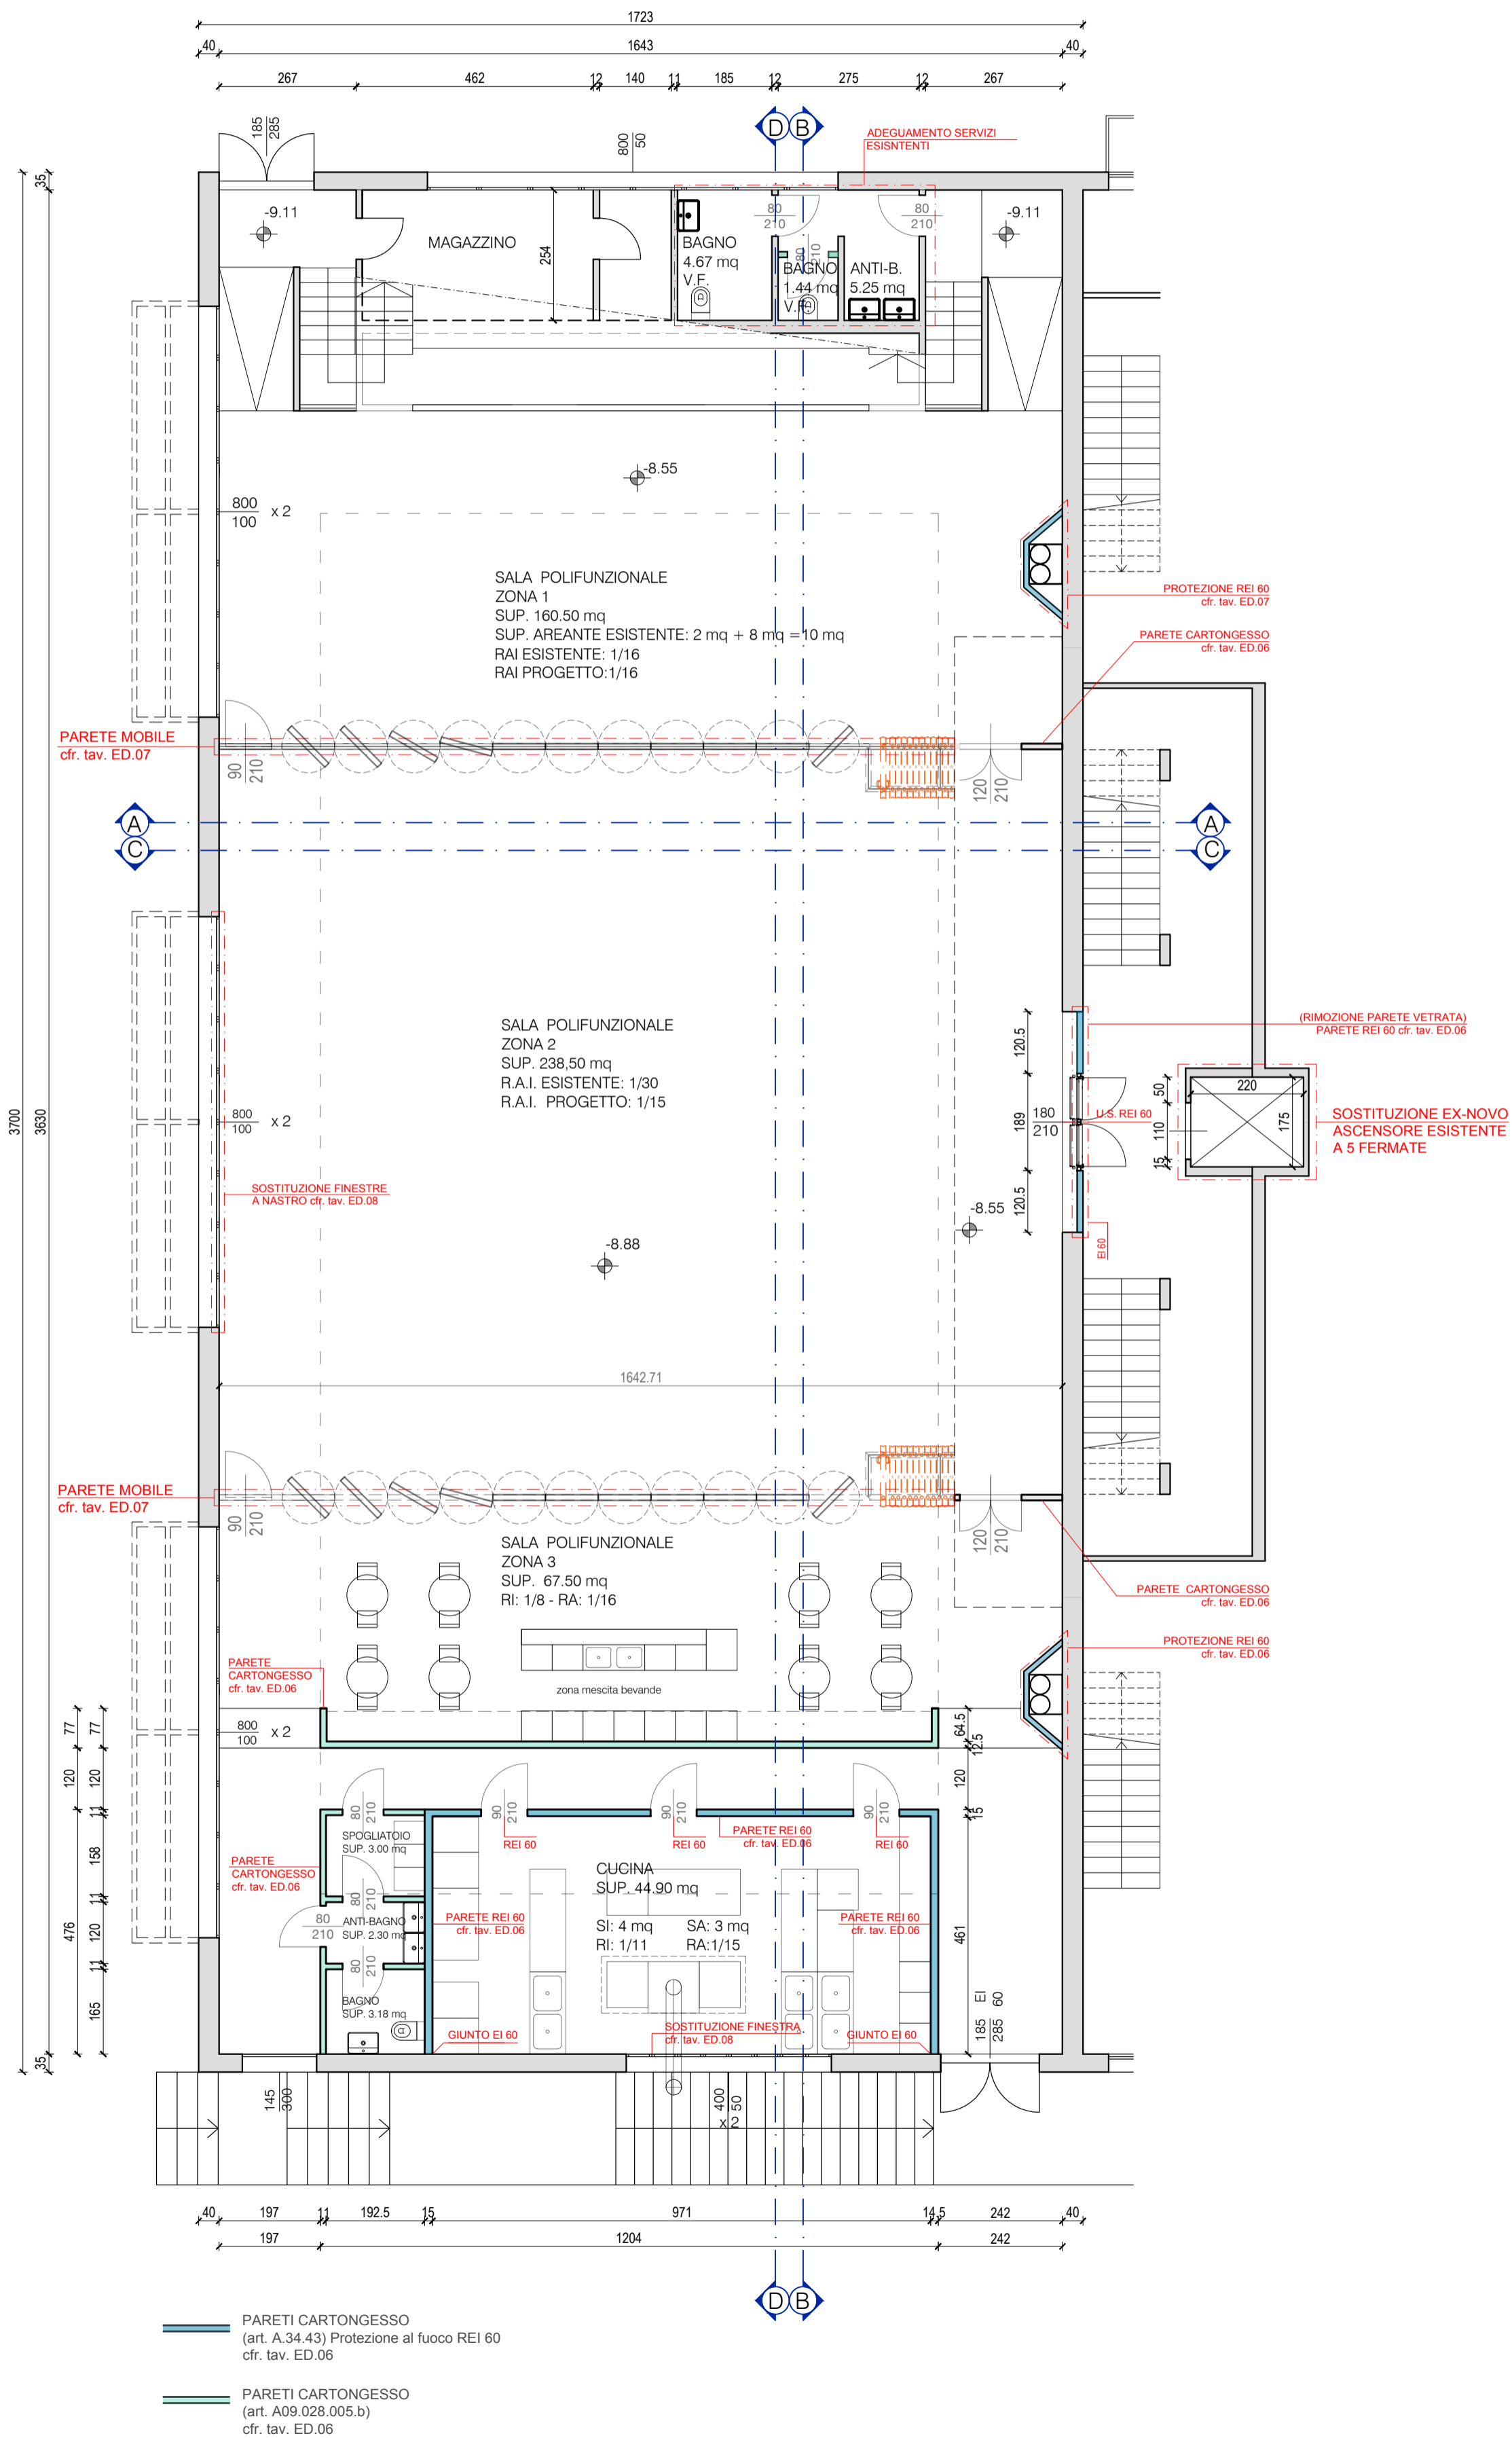 1723
40
1643
40
267
462
12
140
11
185
12
275
12
267
185
285
800
50
D
B
ADEGUAMENTO SERVIZI
ESISNTENTI
35
-9.11
MAGAZZINO
254
BAGNO
4.67 mq
V.F.
80
210
80
210
80
210
BAGNO
1.44 mq
V.F.
ANTI-B.
5.25 mq
-9.11
-8.55
800
100
x 2
SALA POLIFUNZIONALE
ZONA 1
SUP. 160.50 mq
SUP. AREANTE ESISTENTE: 2 mq + 8 mq =10 mq
RAI ESISTENTE: 1/16
RAI PROGETTO:1/16
PROTEZIONE REI 60
cfr. tav. ED.07
PARETE CARTONGESSO
cfr. tav. ED.06
PARETE MOBILE
cfr. tav. ED.07
90
210
120
210
A
C
A
C
3700
3630
SALA POLIFUNZIONALE
ZONA 2
SUP. 238,50 mq
R.A.I. ESISTENTE: 1/30
R.A.I. PROGETTO: 1/15
800
100
x 2
SOSTITUZIONE FINESTRE
A NASTRO cfr. tav. ED.08
120.5
189
120.5
180
210
U.S. REI 60
EI 60
(RIMOZIONE PARETE VETRATA)
PARETE REI 60 cfr. tav. ED.06
50
110
15
220
175
SOSTITUZIONE EX-NOVO
ASCENSORE ESISTENTE
A 5 FERMATE
-8.55
-8.88
1642.71
PARETE MOBILE
cfr. tav. ED.07
90
210
120
210
SALA POLIFUNZIONALE
ZONA 3
SUP. 67.50 mq
RI: 1/8 - RA: 1/16
PARETE CARTONGESSO
cfr. tav. ED.06
PROTEZIONE REI 60
cfr. tav. ED.06
PARETE
CARTONGESSO
cfr. tav. ED.06
zona mescita bevande
800
100
x 2
77
77
120
120
11
158
11
120
11
165
476
35
64.5
12.5
120
15
461
80
210
90
210
90
210
90
210
SPOGLIATOIO
SUP. 3.00 mq
REI 60
REI 60
PARETE REI 60
cfr. tav. ED.06
REI 60
PARETE
CARTONGESSO
cfr. tav. ED.06
CUCINA
SUP. 44.90 mq
SI: 4 mq
SA: 3 mq
RI: 1/11
RA:1/15
80
210
80
210
ANTI-BAGNO
SUP. 2.30 mq
PARETE REI 60
cfr. tav. ED.06
PARETE REI 60
cfr. tav. ED.06
80
210
BAGNO
SUP. 3.18 mq
GIUNTO EI 60
SOSTITUZIONE FINESTRA
cfr. tav. ED.08
GIUNTO EI 60
185 EI
285 60
145
300
400
50
x 2
40
197
11
192.5
15
971
14.5
242
40
197
1204
242
D
B
PARETI CARTONGESSO
(art. A.34.43) Protezione al fuoco REI 60
cfr. tav. ED.06
PARETI CARTONGESSO
(art. A09.028.005.b)
cfr. tav. ED.06